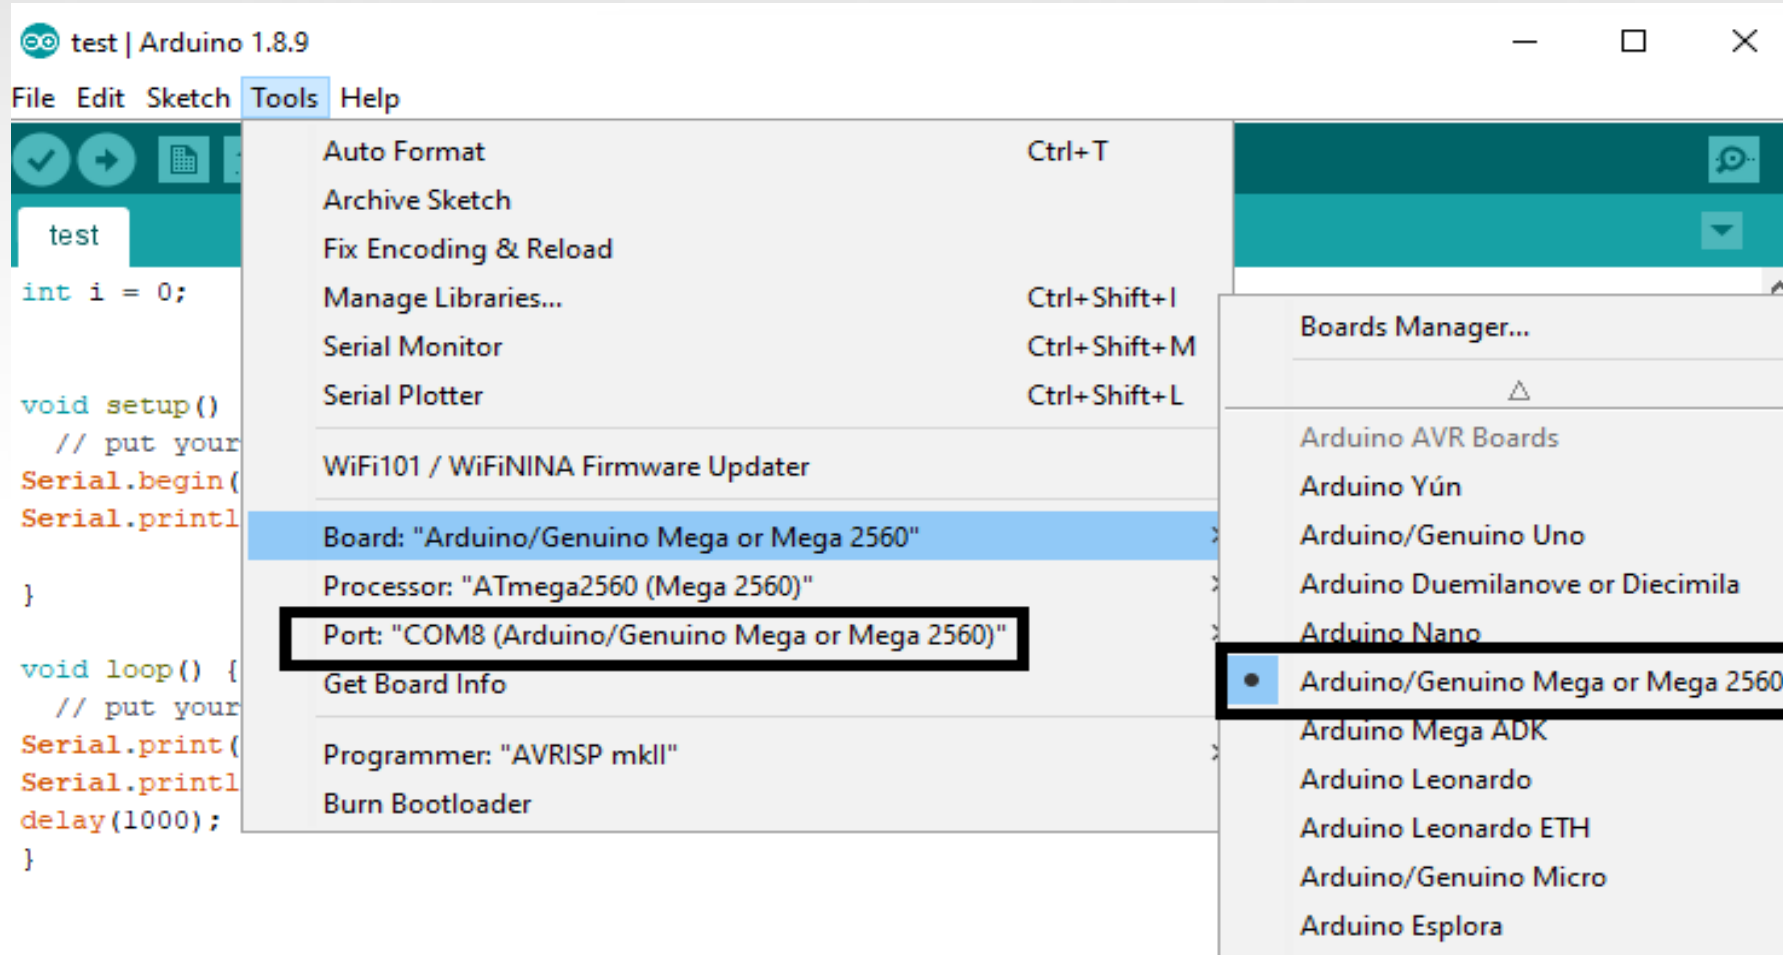 test | Arduino 1.8.9
File Edit Sketch Tools Help
test
int i = 0;
void setup()
// put your
Serial.begin(
Serial.printl
}
void loop() {
// put your
Serial.print(
Serial.printl
delay(1000);
}
Auto Format Ctrl+T
Archive Sketch
Fix Encoding & Reload
Manage Libraries... Ctrl+Shift+I
Serial Monitor Ctrl+Shift+M
Serial Plotter Ctrl+Shift+L
WiFi101 / WiFiNINA Firmware Updater
Board: "Arduino/Genuino Mega or Mega 2560"
Processor: "ATmega2560 (Mega 2560)"
Port: "COM8 (Arduino/Genuino Mega or Mega 2560)"
Get Board Info
Programmer: "AVRISP mkII"
Burn Bootloader
Boards Manager...
Arduino AVR Boards
Arduino Yún
Arduino/Genuino Uno
Arduino Duemilanove or Diecimila
Arduino Nano
Arduino/Genuino Mega or Mega 2560
Arduino Mega ADK
Arduino Leonardo
Arduino Leonardo ETH
Arduino/Genuino Micro
Arduino Esplora